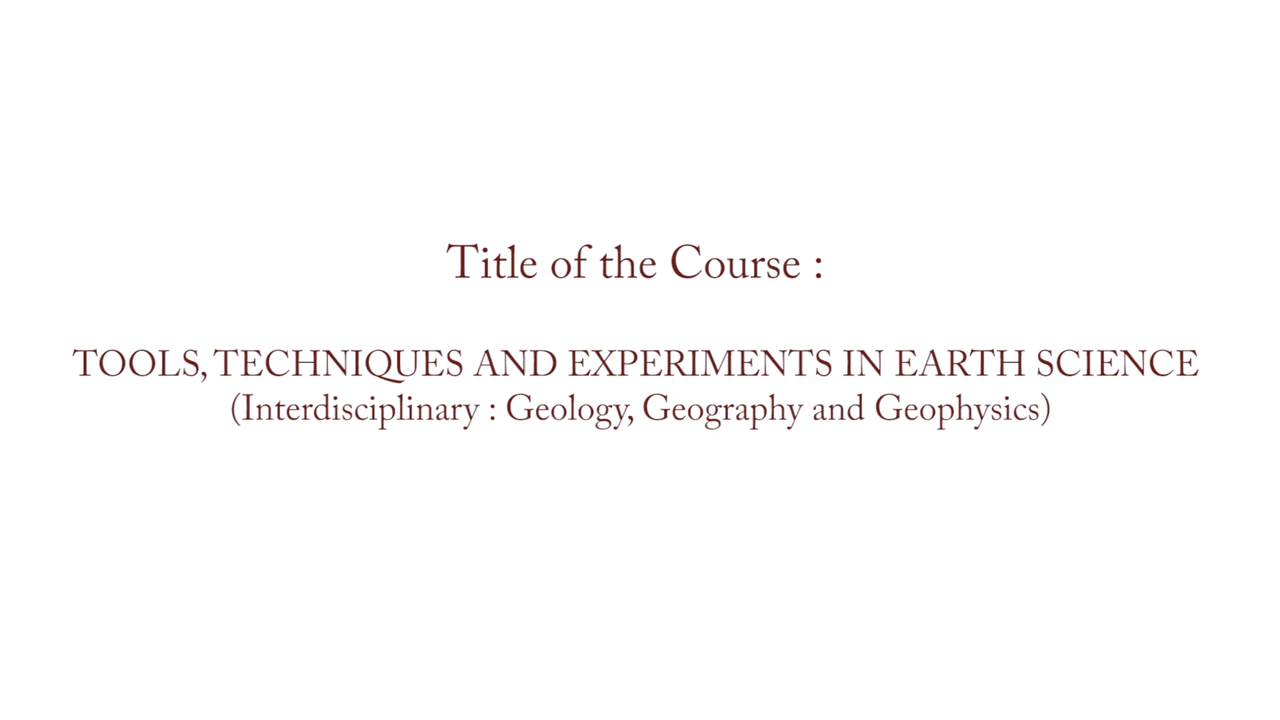 Title of the Course :
TOOLS, TECHNIQUES AND EXPERIMENTS IN EARTH SCIENCE
(Interdisciplinary : Geology, Geography and Geophysics)